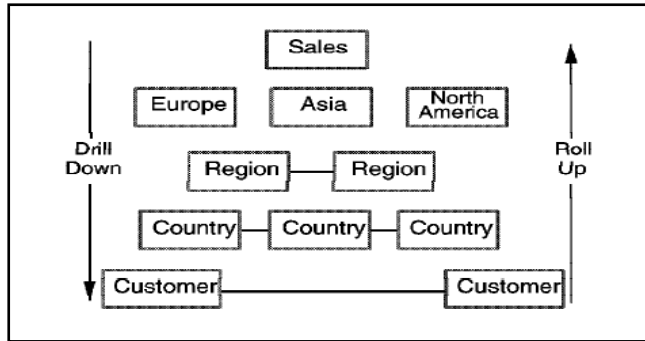 Sales
Europe
Asia
North
America
Drill
Down
Roll
Up
Region
Region
Country
Country
Country
Customer
Customer